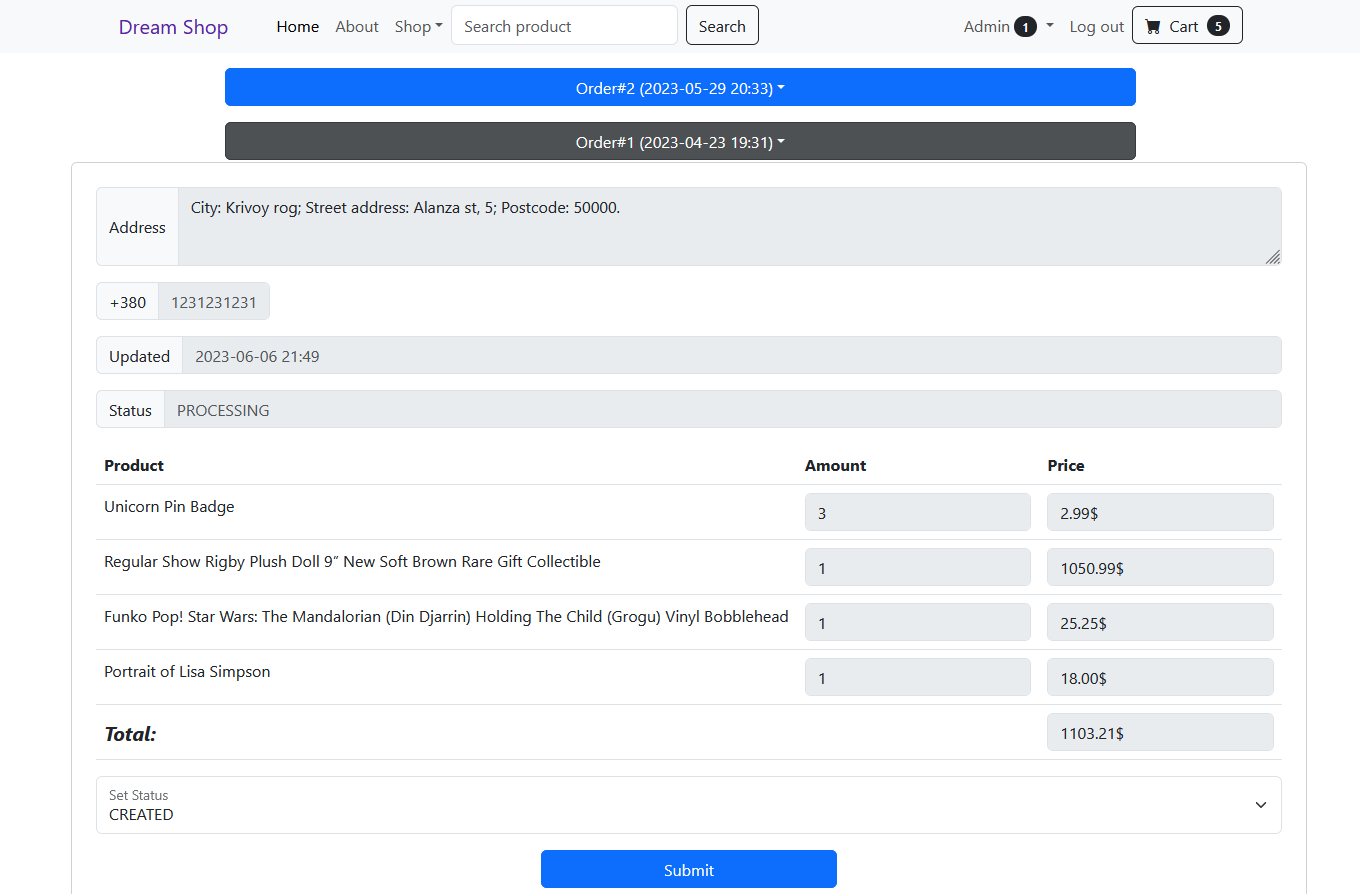 Dream Shop Home About Shop Search product Search Admin 1 Log out Cart 5
Order#2 (2023-05-29 20:33)
Order#1 (2023-04-23 19:31)
Address City: Krivoy rog; Street address: Alanza st, 5; Postcode: 50000.
+380 1231231231
Updated 2023-06-06 21:49
Status PROCESSING
Product Amount Price
Unicorn Pin Badge 3 2.99$
Regular Show Rigby Plush Doll 9” New Soft Brown Rare Gift Collectible 1 1050.99$
Funko Pop! Star Wars: The Mandalorian (Din Djarrin) Holding The Child (Grogu) Vinyl Bobblehead 1 25.25$
Portrait of Lisa Simpson 1 18.00$
Total: 1103.21$
Set Status
CREATED
Submit